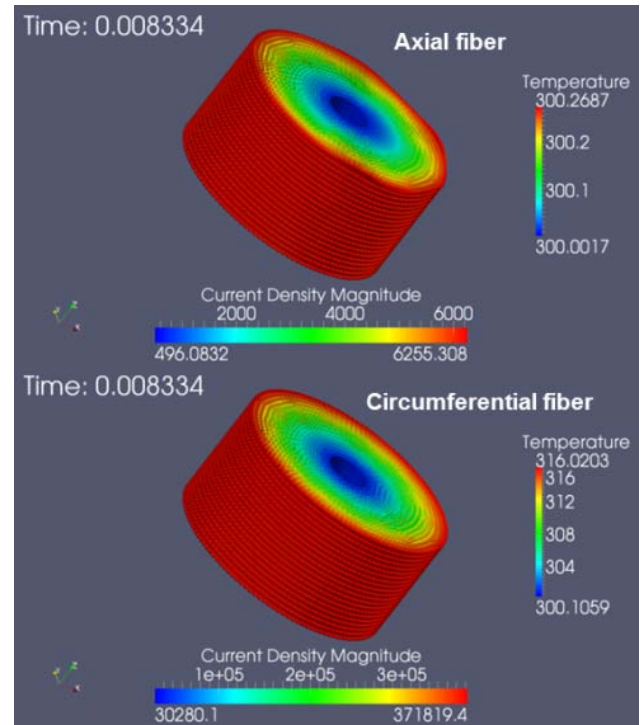 Time: 0.008334
Axial fiber
Temperature
300.2687
300.2
300.1
300.0017
Current Density Magnitude
2000 4000 6000
496.0832 6255.308
Time: 0.008334
Circumferential fiber
Temperature
316.0203
316
312
308
304
300.1059
Current Density Magnitude
1e+05 2e+05 3e+05
30280.1 371819.4